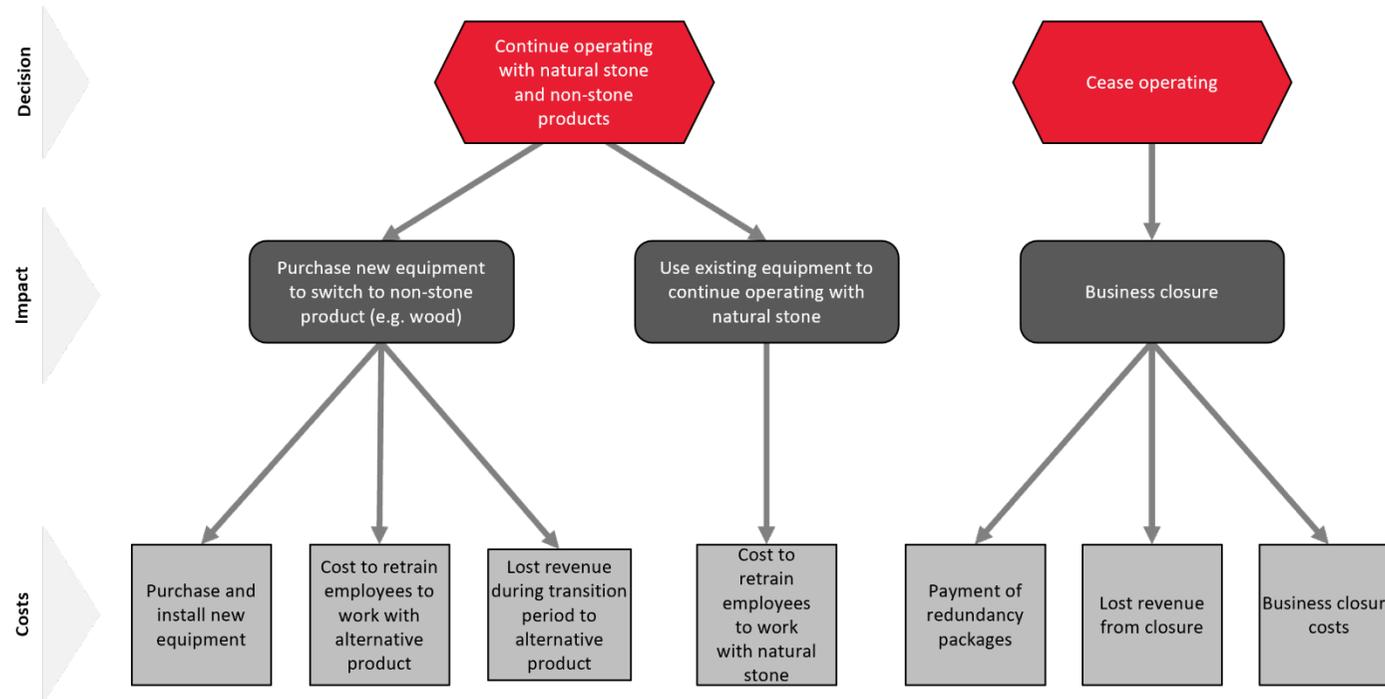 Decision
Continue operating
with natural stone
and non-stone
products
Cease operating
Impact
Purchase new equipment
to switch to non-stone
product (e.g. wood)
Use existing equipment to
continue operating with
natural stone
Business closure
Costs
Purchase and
install new
equipment
Cost to retrain
employees to
work with
alternative
product
Lost revenue
during transition
period to
alternative
product
Cost to
retrain
employees
to work
with natural
stone
Payment of
redundancy
packages
Lost revenue
from closure
Business closur
costs